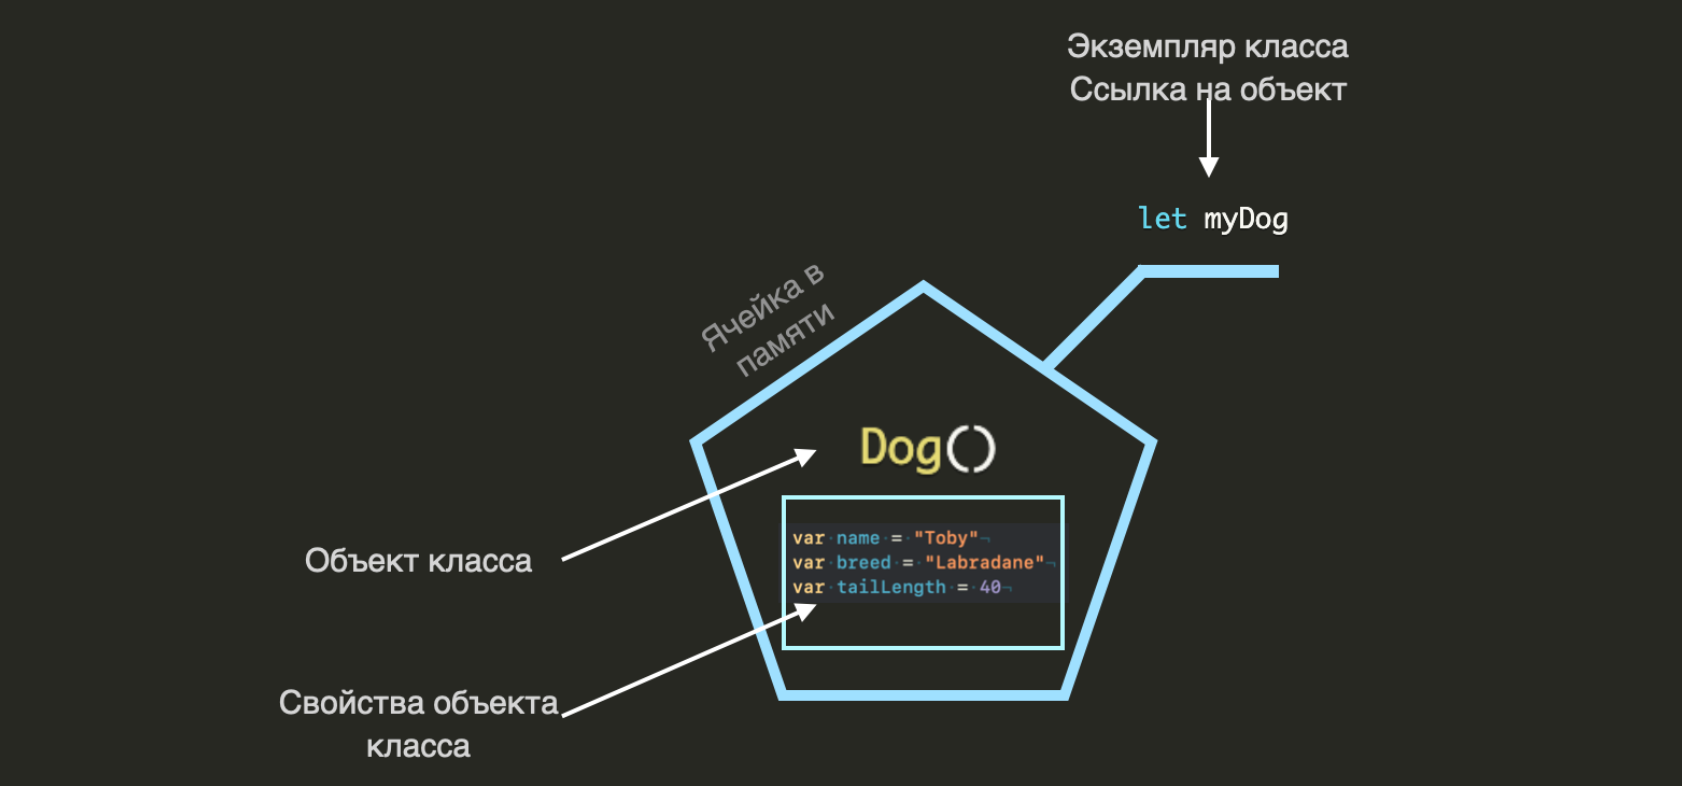 Экземпляр класса
Ссылка на объект
let myDog
Ячейка в
памяти
Dog()
var name = "Toby"
var breed = "Labradane"
var tailLength = 40
Объект класса
Свойства объекта
класса